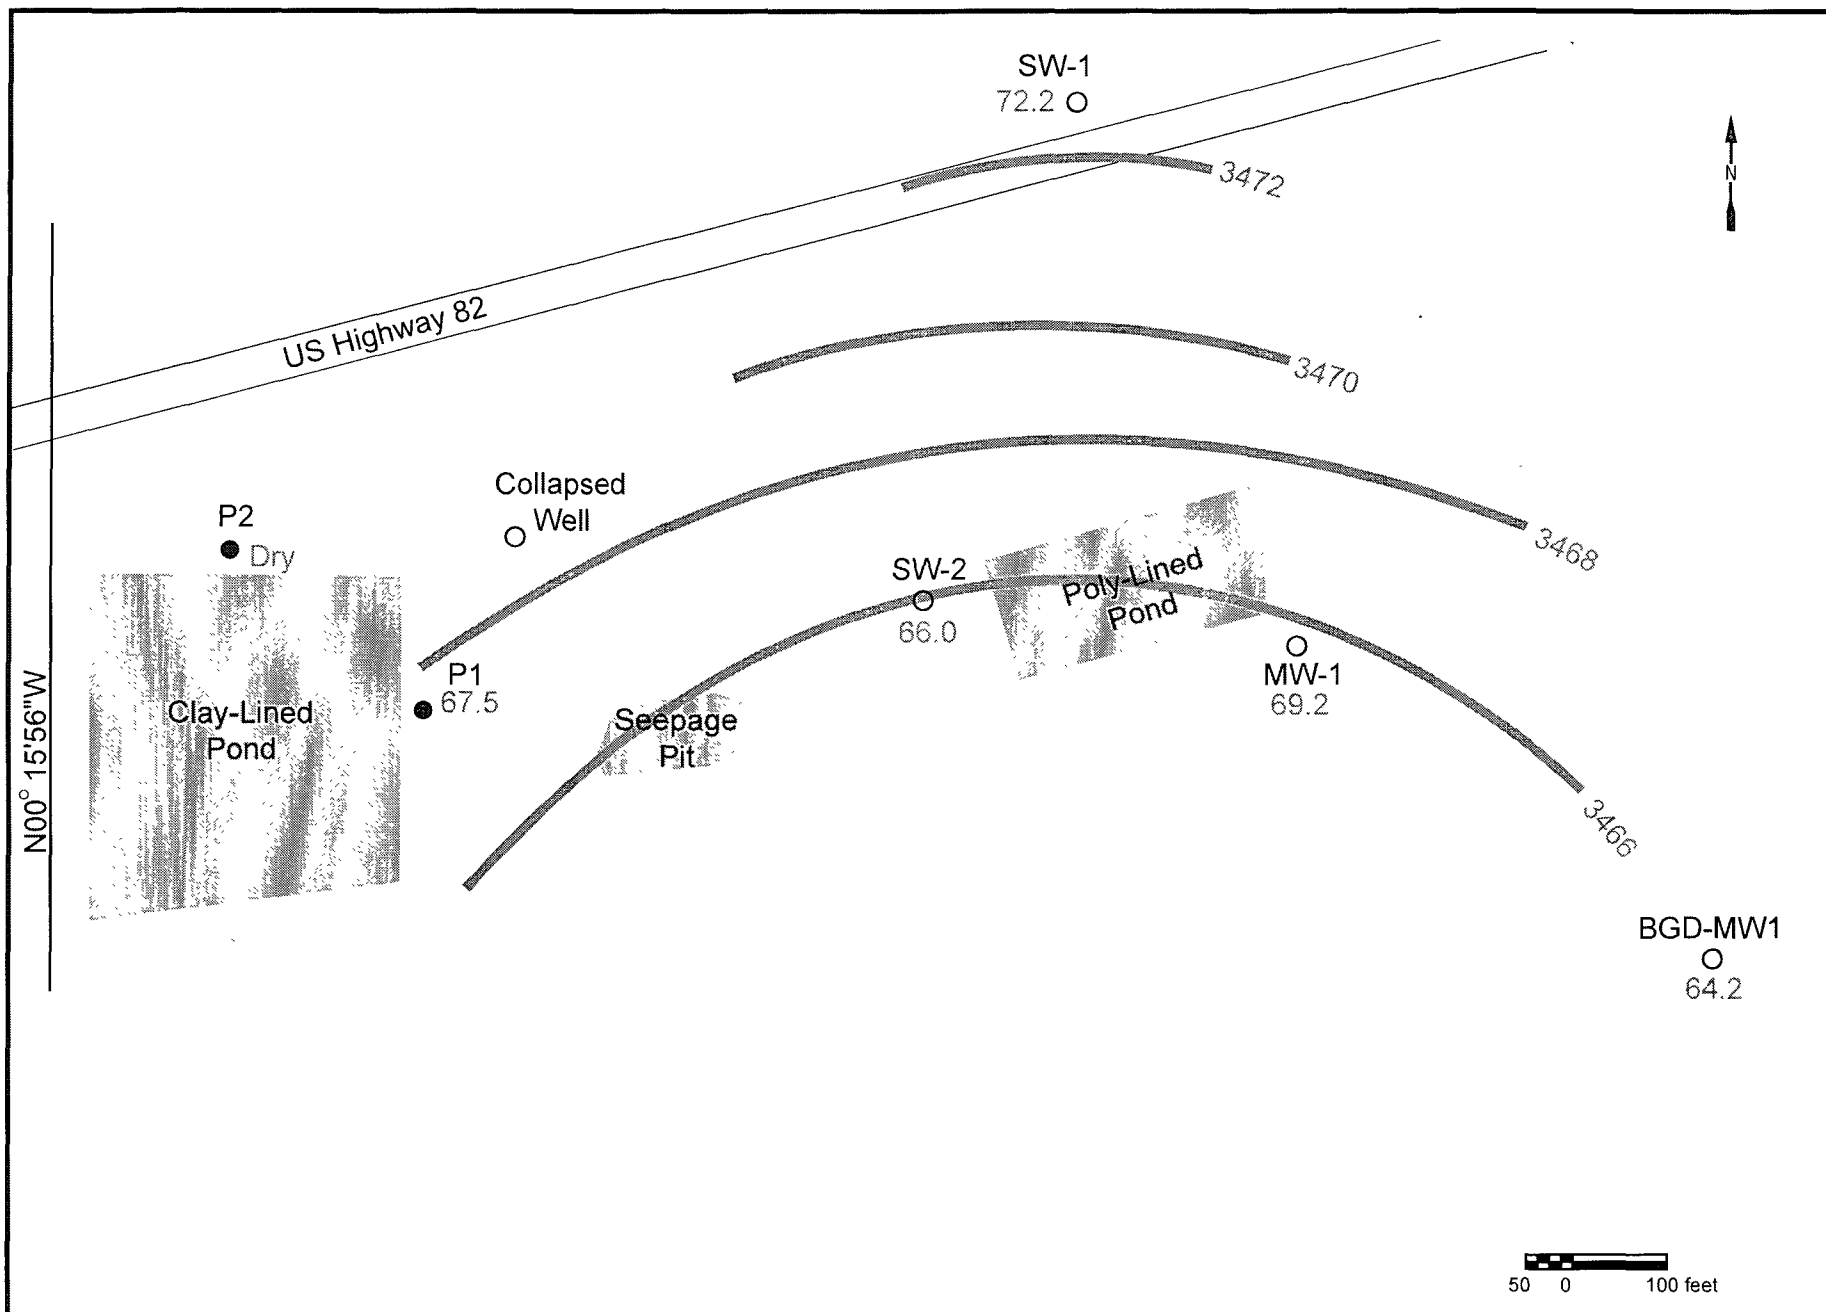 SW-1
72.2
3472
N
US Highway 82
3470
Collapsed
Well
3468
P2
Dry
SW-2
66.0
Poly-Lined
Pond
P1
67.5
MW-1
69.2
Clay-Lined
Pond
Seepage
Pit
N00° 15'56"W
3466
BGD-MW1
64.2
50 0 100 feet